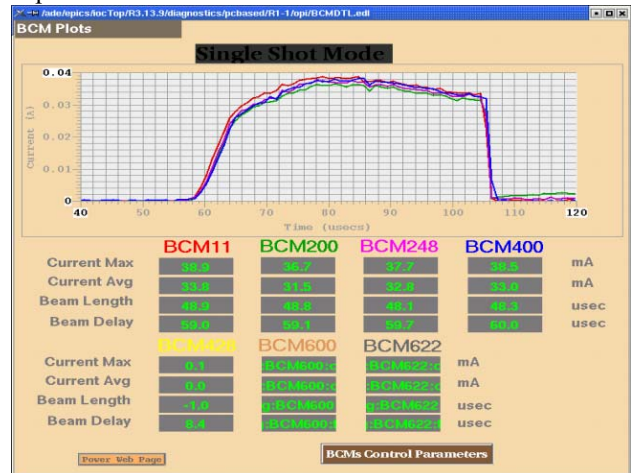 /ade/epics/iocTop/R3.13.9/diagnostics/pcbased/R1-1/opi/BCMDTL.edl
BCM Plots
Single Shot Mode
0.04
0.03
0.02
0.01
0
Current (A)
40 50 60 70 80 90 100 110 120
Time (usecs)
BCM11 BCM200 BCM248 BCM400
Current Max 38.9 36.7 37.7 38.5 mA
Current Avg 33.8 31.5 32.8 33.0 mA
Beam Length 48.9 48.8 48.1 48.3 usec
Beam Delay 59.0 59.1 59.7 60.0 usec
BCM428 BCM600 BCM622
Current Max 0.1 :BCM600:c :BCM622:c mA
Current Avg 0.0 :BCM600:c :BCM622:c mA
Beam Length -1.0 g:BCM600 g:BCM622 usec
Beam Delay 8.4 :BCM600:l :BCM622:l usec
Power Web Page
BCMs Control Parameters